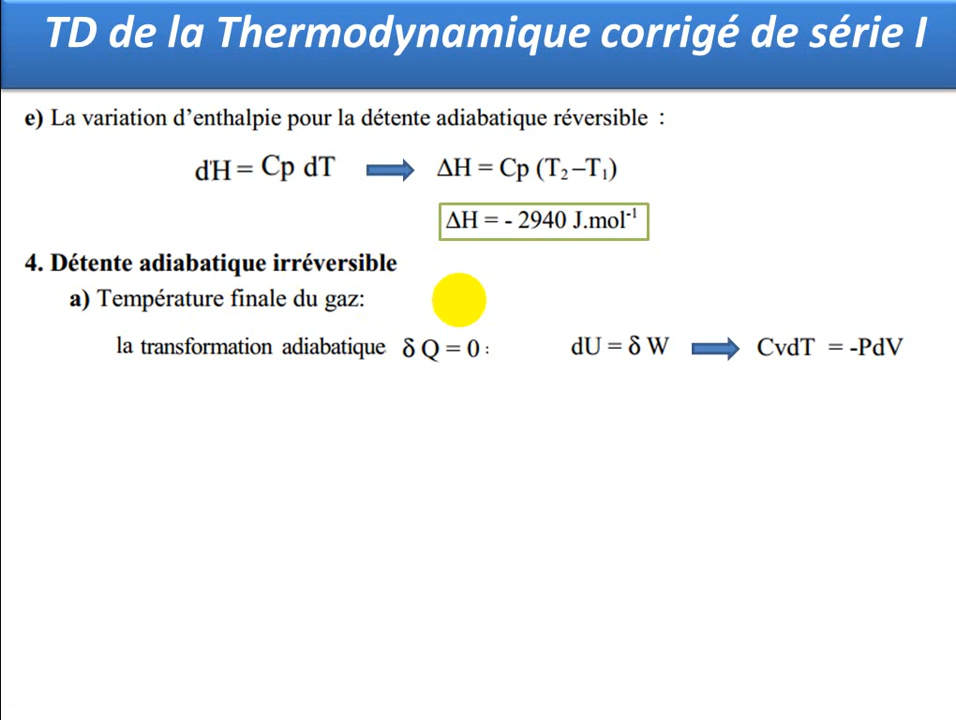 TD de la Thermodynamique corrigé de série I
e) La variation d'enthalpie pour la détente adiabatique réversible :
dH = Cp dT ΔH = Cp (T₂–T₁)
ΔH = - 2940 J.mol⁻¹
4. Détente adiabatique irréversible
a) Température finale du gaz:
la transformation adiabatique δ Q = 0 : dU = δ W CvdT = -PdV